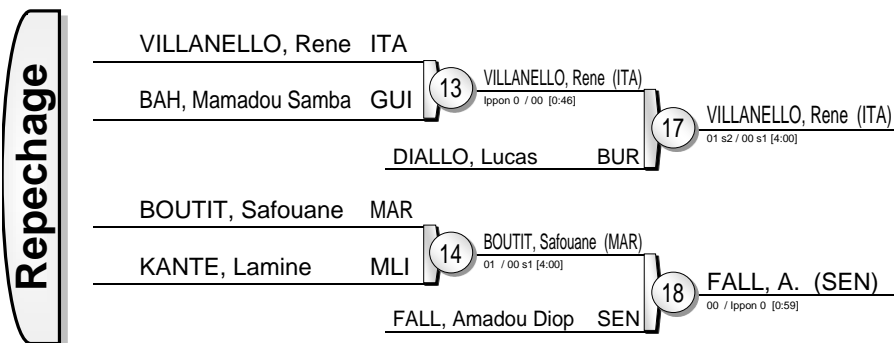 Repechage
VILLANELLO, Rene ITA
BAH, Mamadou Samba GUI
13
VILLANELLO, Rene (ITA)
Ippon 0 / 00 [0:46]
DIALLO, Lucas BUR
17
VILLANELLO, Rene (ITA)
01 s2 / 00 s1 [4:00]
BOUTIT, Safouane MAR
KANTE, Lamine MLI
14
BOUTIT, Safouane (MAR)
01 / 00 s1 [4:00]
FALL, Amadou Diop SEN
18
FALL, A. (SEN)
00 / Ippon 0 [0:59]